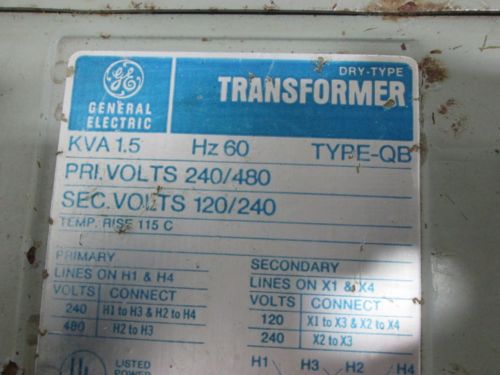 DRY-TYPE
GE
GENERAL
ELECTRIC
TRANSFORMER
KVA 1.5 Hz 60 TYPE-QB
PRI. VOLTS 240/480
SEC. VOLTS 120/240
TEMP. RISE 115 C
PRIMARY
LINES ON H1 & H4
VOLTS CONNECT
240 H1 to H3 & H2 to H4
480 H2 to H3
SECONDARY
LINES ON X1 & X4
VOLTS CONNECT
120 X1 to X3 & X2 to X4
240 X2 to X3
UL
LISTED
POWER
H1 H3 H2 H4